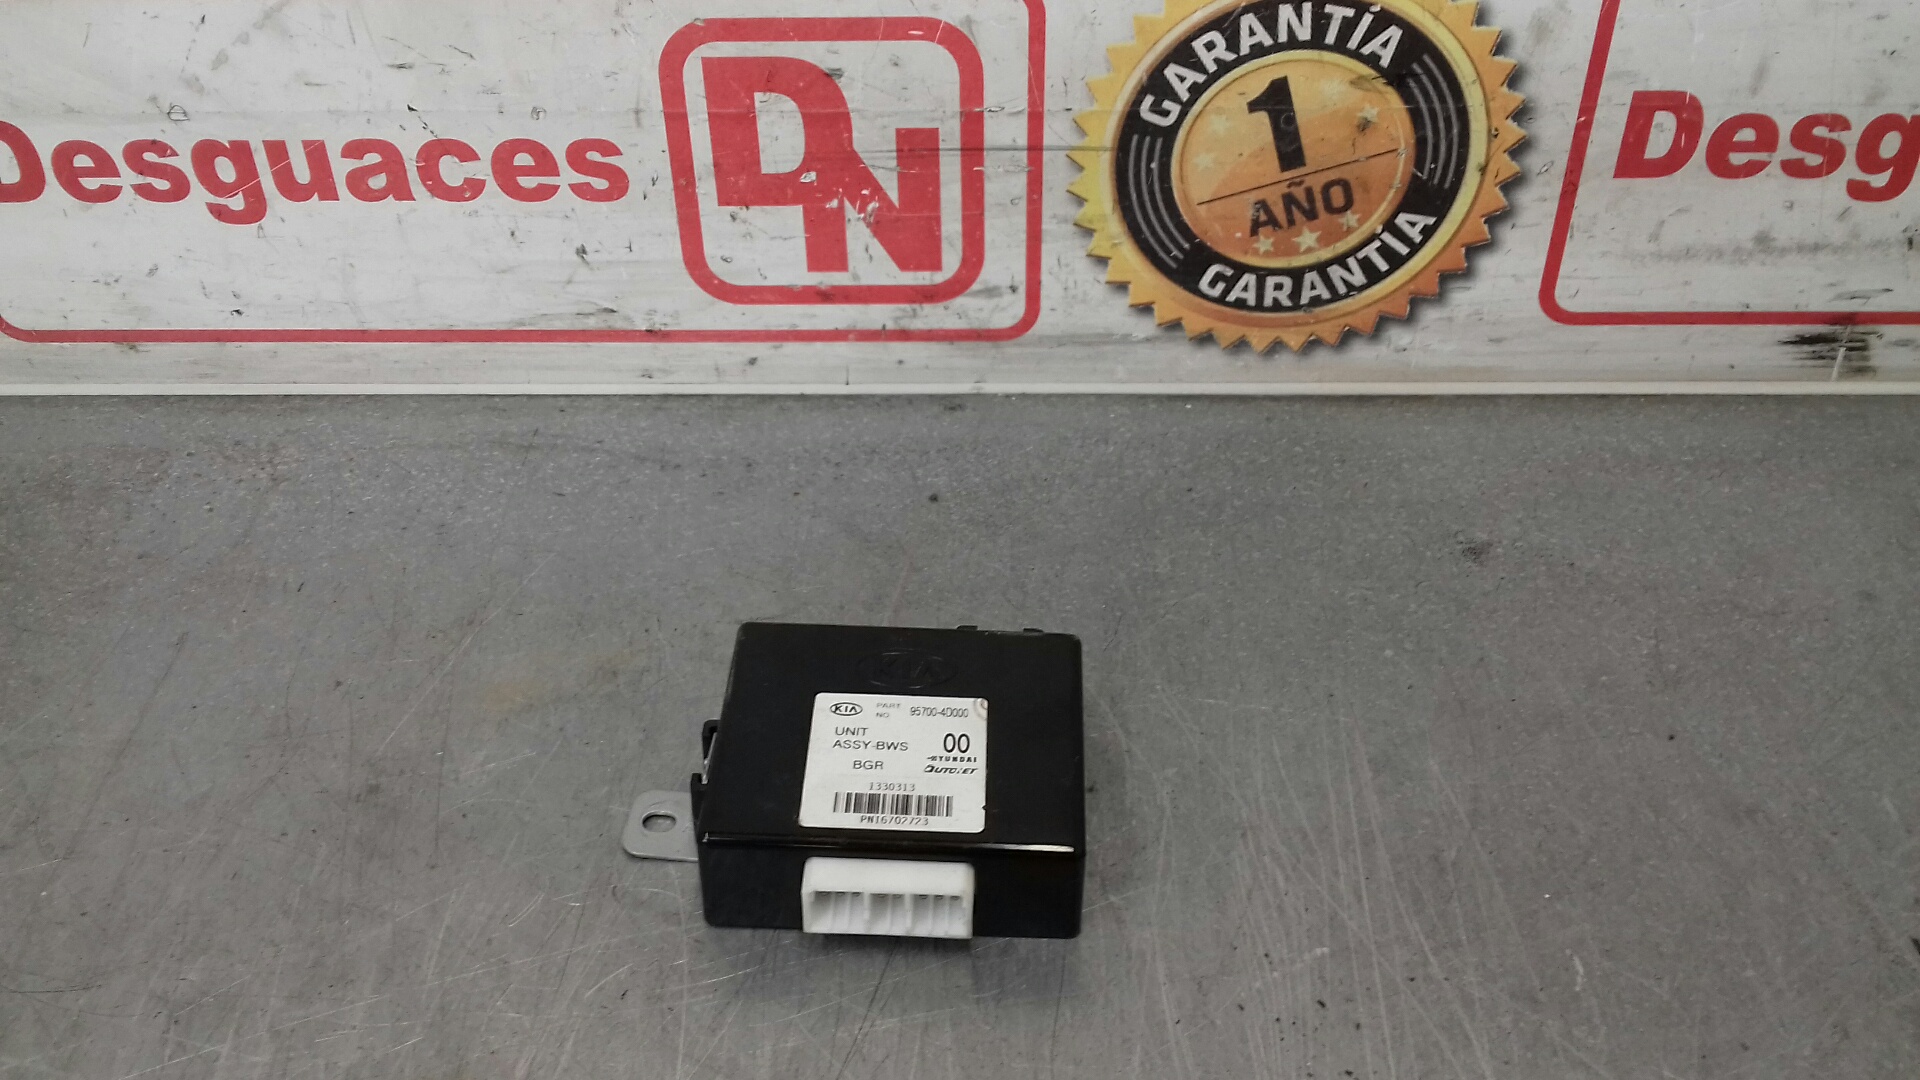 Desguaces
DN
GARANTÍA
1
AÑO
GARANTÍA
Desg
KIA
KIA
PART
NO
95700-4D000
UNIT
ASSY-BWS
00
HYUNDAI
BGR
AUTONET
1330313
PN16702723